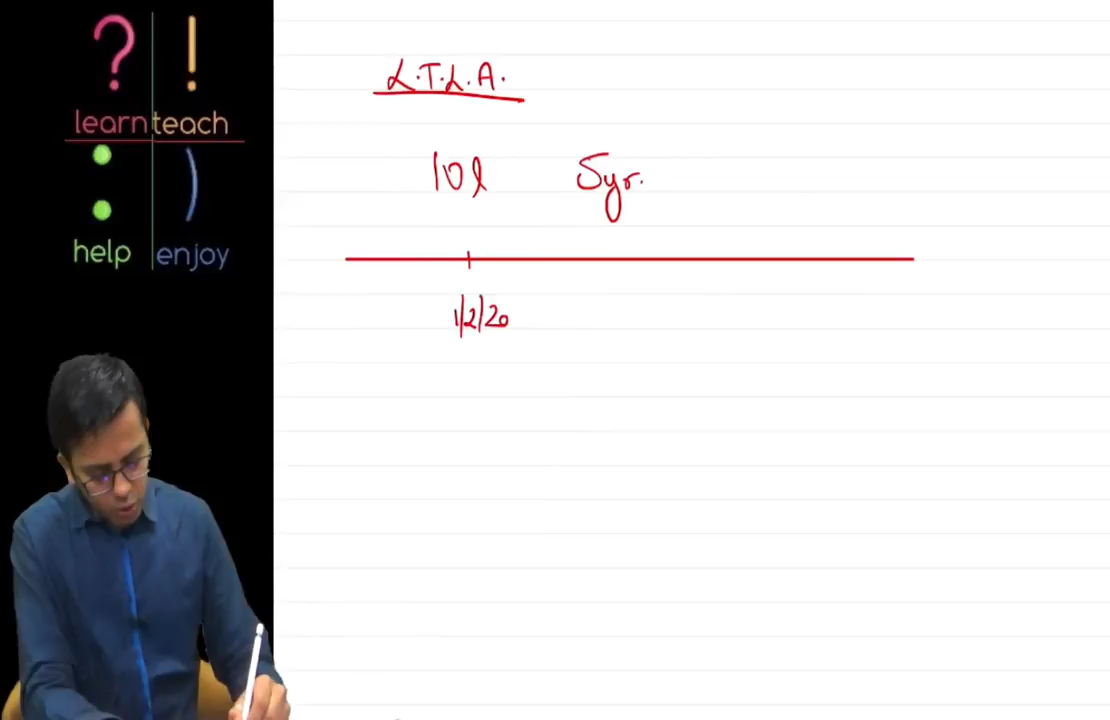 ? !
learn teach
: )
help enjoy
L.T.L.A.
10l 5yr.
1/2/20